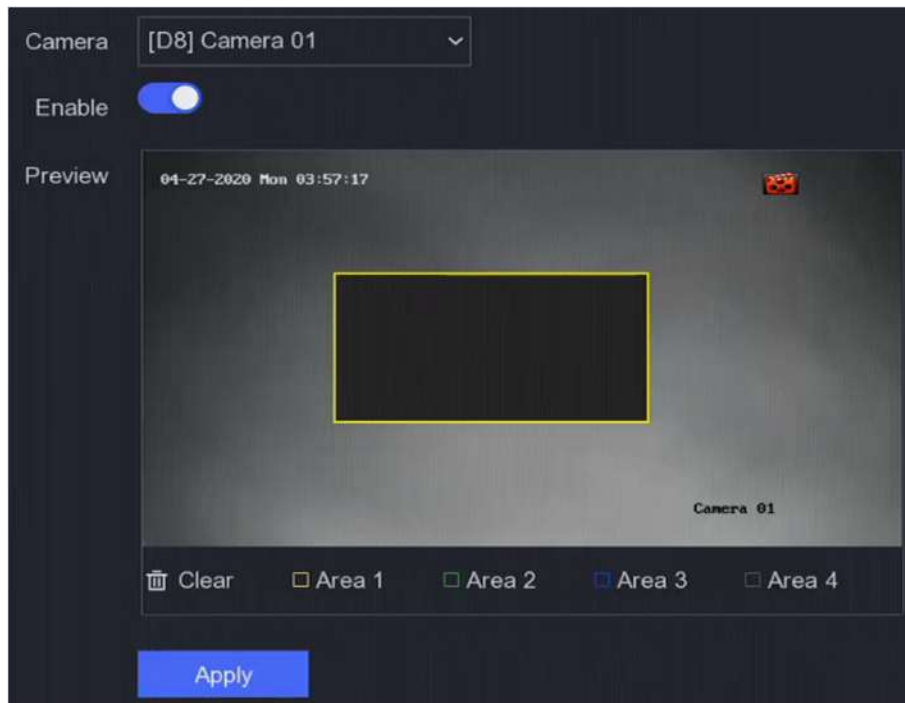 Camera [D8] Camera 01
Enable
Preview
04-27-2020 Mon 03:57:17
Camera 01
Clear Area 1 Area 2 Area 3 Area 4
Apply